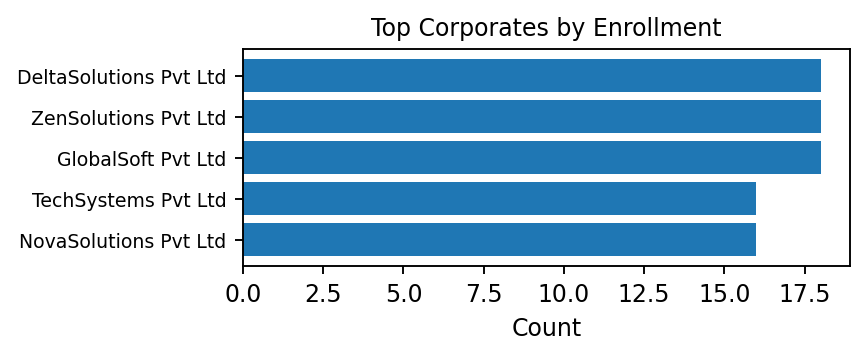 Top Corporates by Enrollment
DeltaSolutions Pvt Ltd
ZenSolutions Pvt Ltd
GlobalSoft Pvt Ltd
TechSystems Pvt Ltd
NovaSolutions Pvt Ltd
0.0 2.5 5.0 7.5 10.0 12.5 15.0 17.5
Count